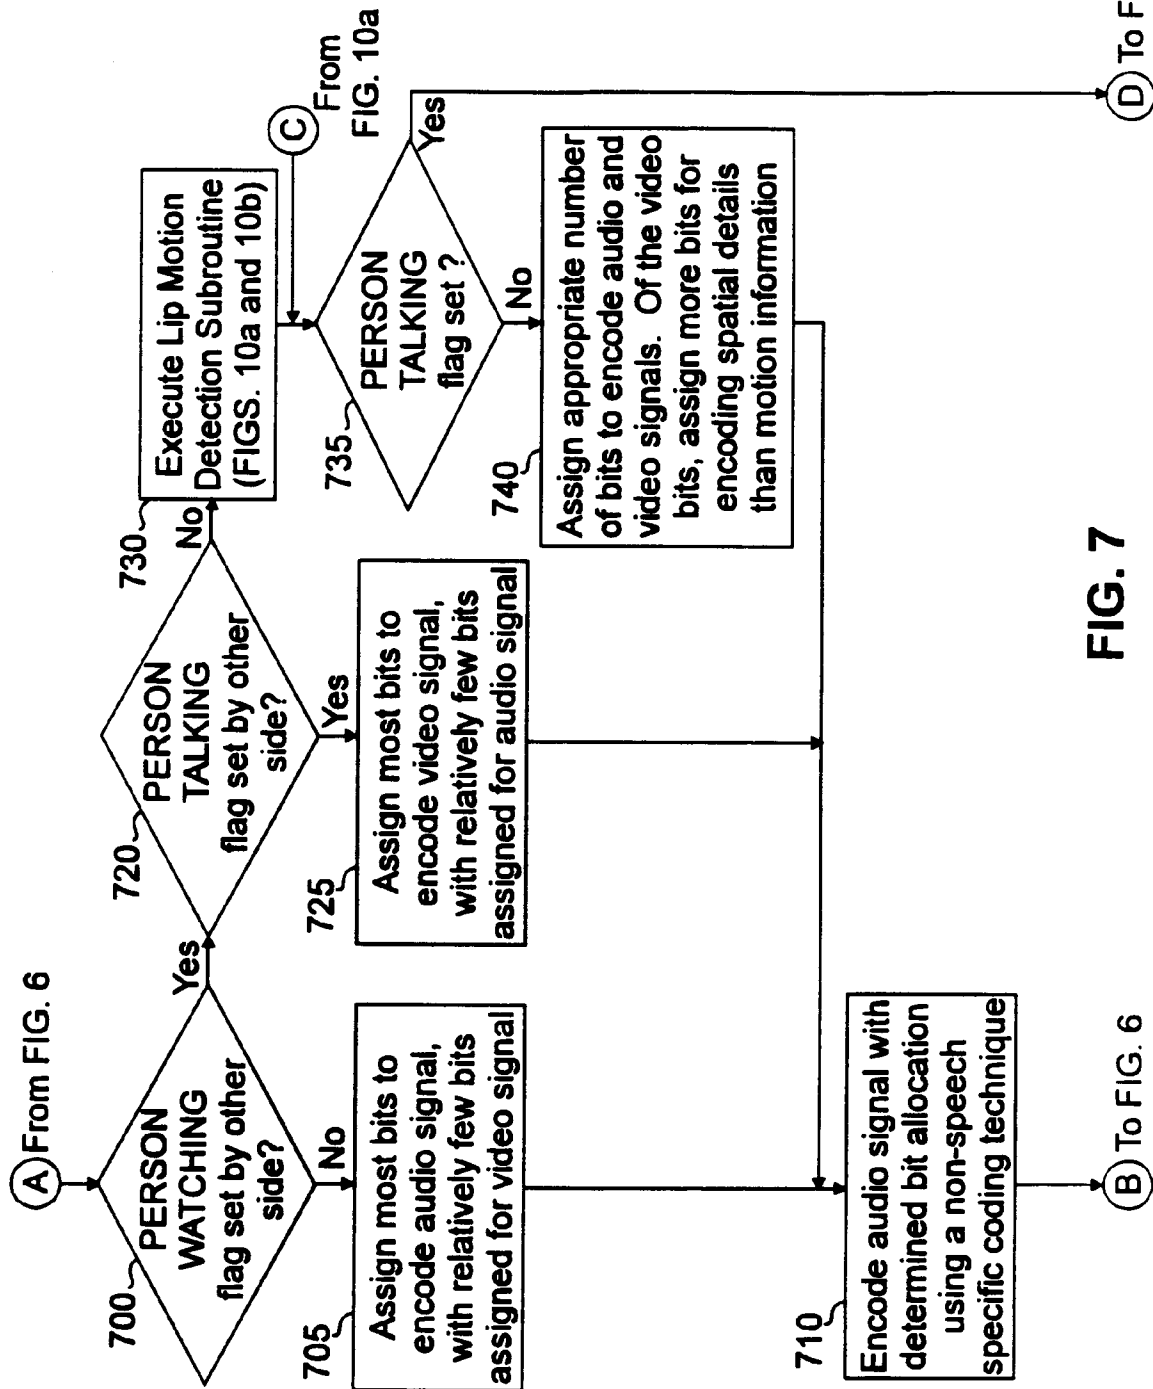 A From FIG. 6
700
PERSON
WATCHING
flag set by other
side?
Yes
No
705
Assign most bits to
encode audio signal,
with relatively few bits
assigned for video signal
720
PERSON
TALKING
flag set by other
side?
No
Yes
725
Assign most bits to
encode video signal,
with relatively few bits
assigned for audio signal
730
Execute Lip Motion
Detection Subroutine
(FIGS. 10a and 10b)
C From
FIG. 10a
735
PERSON
TALKING
flag set ?
Yes
No
740
Assign appropriate number
of bits to encode audio and
video signals. Of the video
bits, assign more bits for
encoding spatial details
than motion information
710
Encode audio signal with
determined bit allocation
using a non-speech
specific coding technique
B To FIG. 6
D To F
FIG. 7